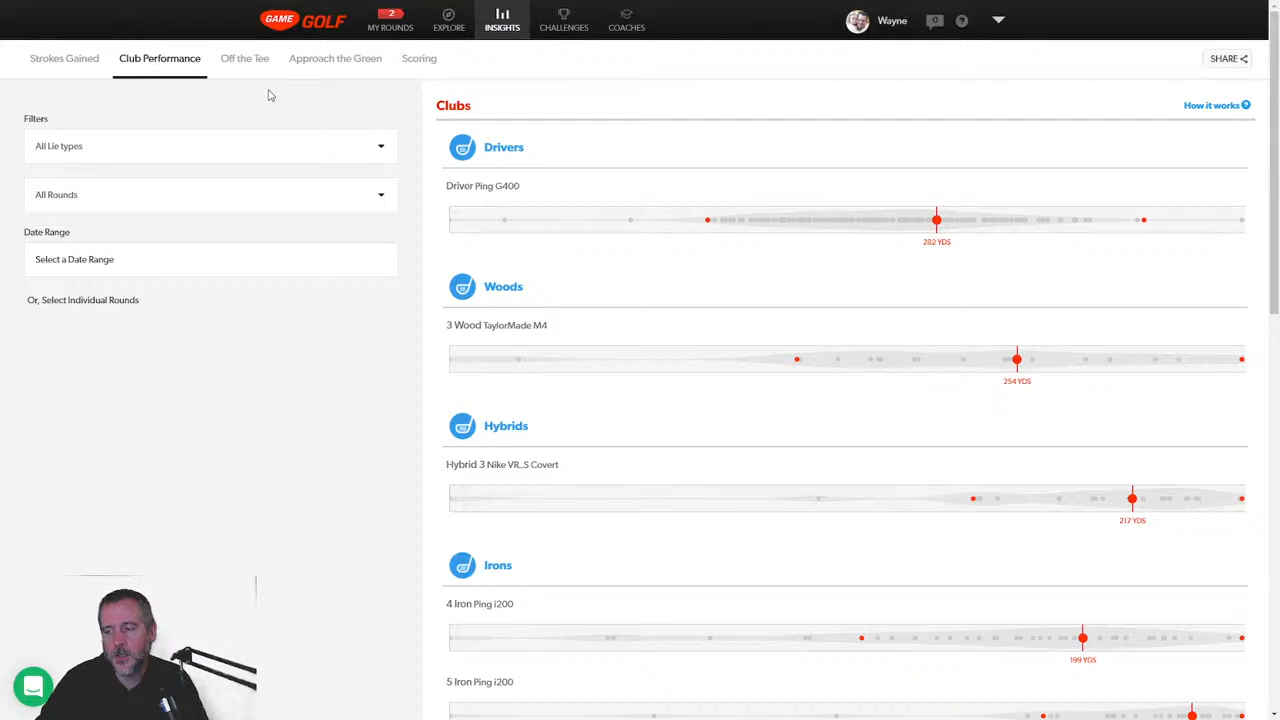 GAME GOLF
2
MY ROUNDS
EXPLORE
INSIGHTS
CHALLENGES
COACHES
Wayne
0
?
Strokes Gained
Club Performance
Off the Tee
Approach the Green
Scoring
SHARE
Filters
All Lie types
All Rounds
Date Range
Select a Date Range
Or, Select Individual Rounds
Clubs
How it works ?
Drivers
Driver Ping G400
282 YDS
Woods
3 Wood TaylorMade M4
254 YDS
Hybrids
Hybrid 3 Nike VR_S Covert
217 YDS
Irons
4 Iron Ping i200
199 YDS
5 Iron Ping i200